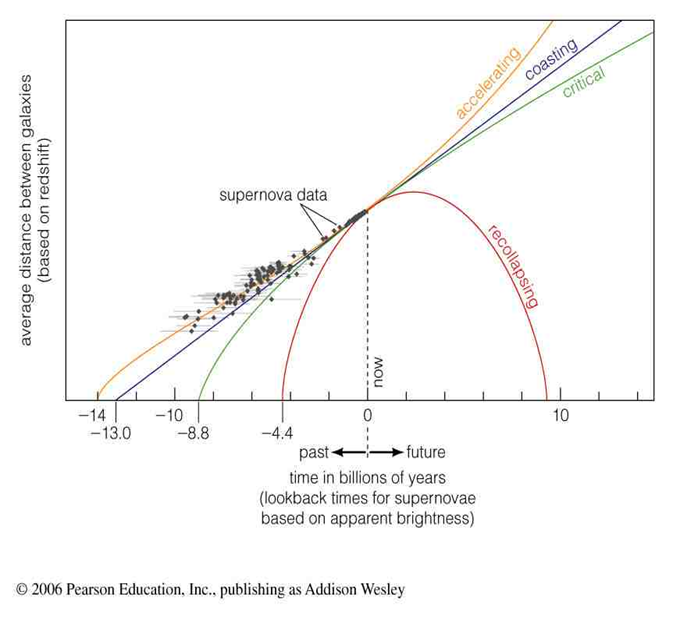 average distance between galaxies
(based on redshift)
accelerating
coasting
critical
supernova data
recollapsing
now
−14
−10
0
10
−13.0
−8.8
−4.4
past
future
time in billions of years
(lookback times for supernovae
based on apparent brightness)
© 2006 Pearson Education, Inc., publishing as Addison Wesley